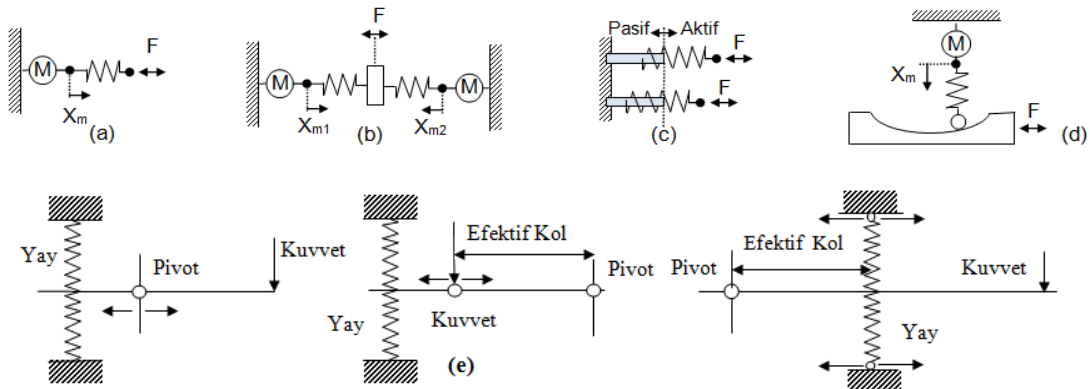 M
F
Xm
(a)
F
M
M
Xm1
Xm2
(b)
Pasif
Aktif
F
F
(c)
M
Xm
F
(d)
Yay
Pivot
Kuvvet
Efektif Kol
Pivot
Kuvvet
Yay
(e)
Efektif Kol
Pivot
Kuvvet
Yay